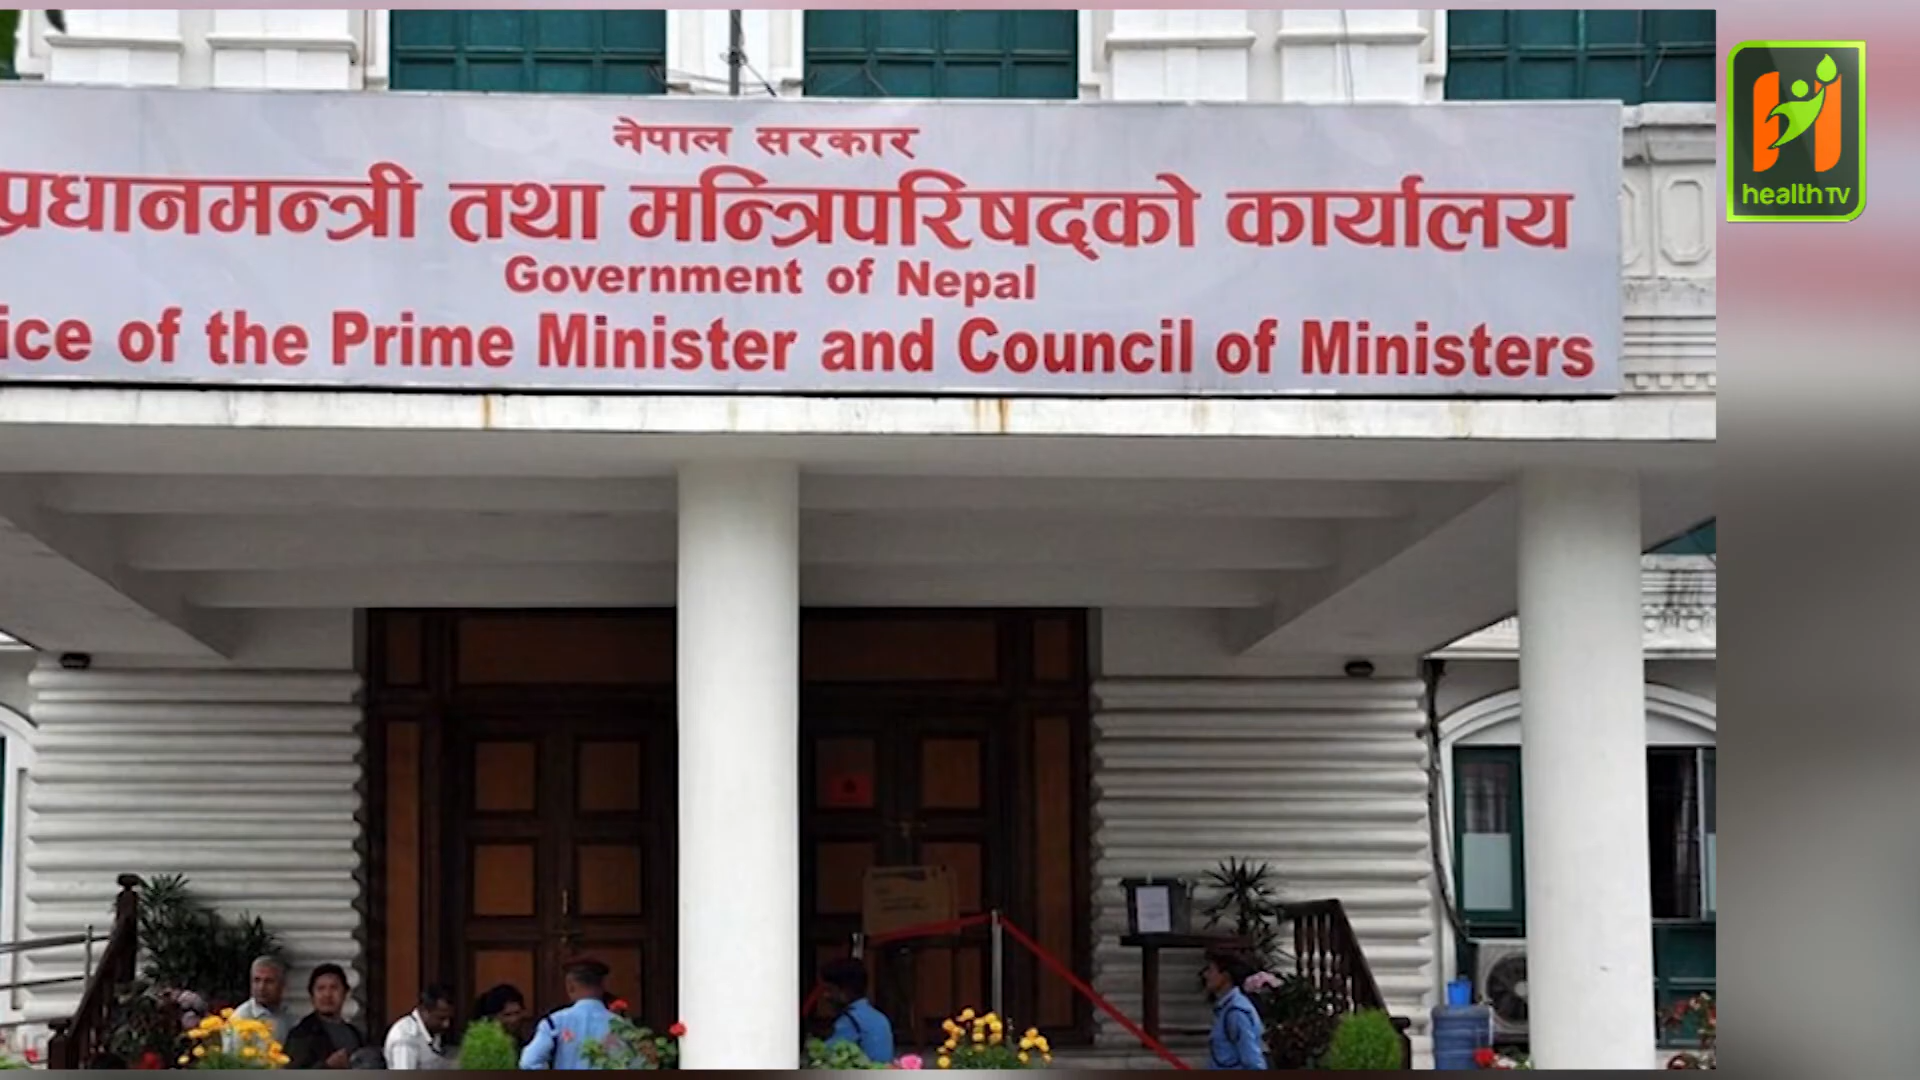 नेपाल सरकार
प्रधानमन्त्री तथा मन्त्रिपरिषद्को कार्यालय
Government of Nepal
ice of the Prime Minister and Council of Ministers
health TV